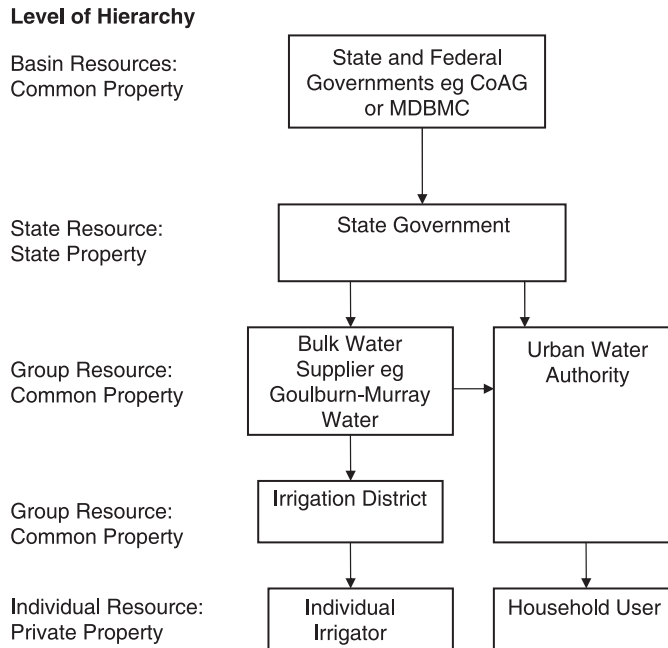 Level of Hierarchy
Basin Resources:
Common Property
State and Federal
Governments eg CoAG
or MDBMC
State Resource:
State Property
State Government
Group Resource:
Common Property
Bulk Water
Supplier eg
Goulburn-Murray
Water
Urban Water
Authority
Group Resource:
Common Property
Irrigation District
Individual Resource:
Private Property
Individual
Irrigator
Household User